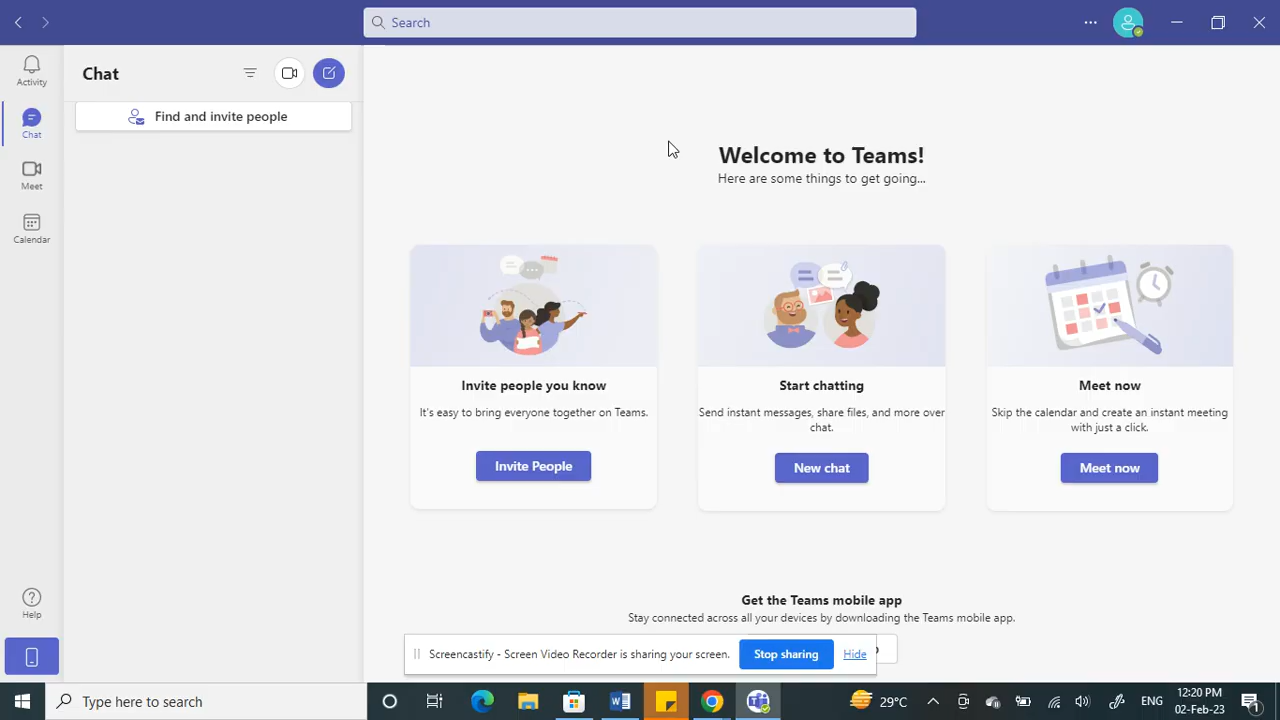 Search
Activity
Chat
Meet
Calendar
Help
Chat
Find and invite people
Welcome to Teams!
Here are some things to get going...
Invite people you know
It's easy to bring everyone together on Teams.
Invite People
Start chatting
Send instant messages, share files, and more over
chat.
New chat
Meet now
Skip the calendar and create an instant meeting
with just a click.
Meet now
Get the Teams mobile app
Stay connected across all your devices by downloading the Teams mobile app.
Screencastify - Screen Video Recorder is sharing your screen.
Stop sharing
Hide
Type here to search
29°C
ENG
12:20 PM
02-Feb-23
1